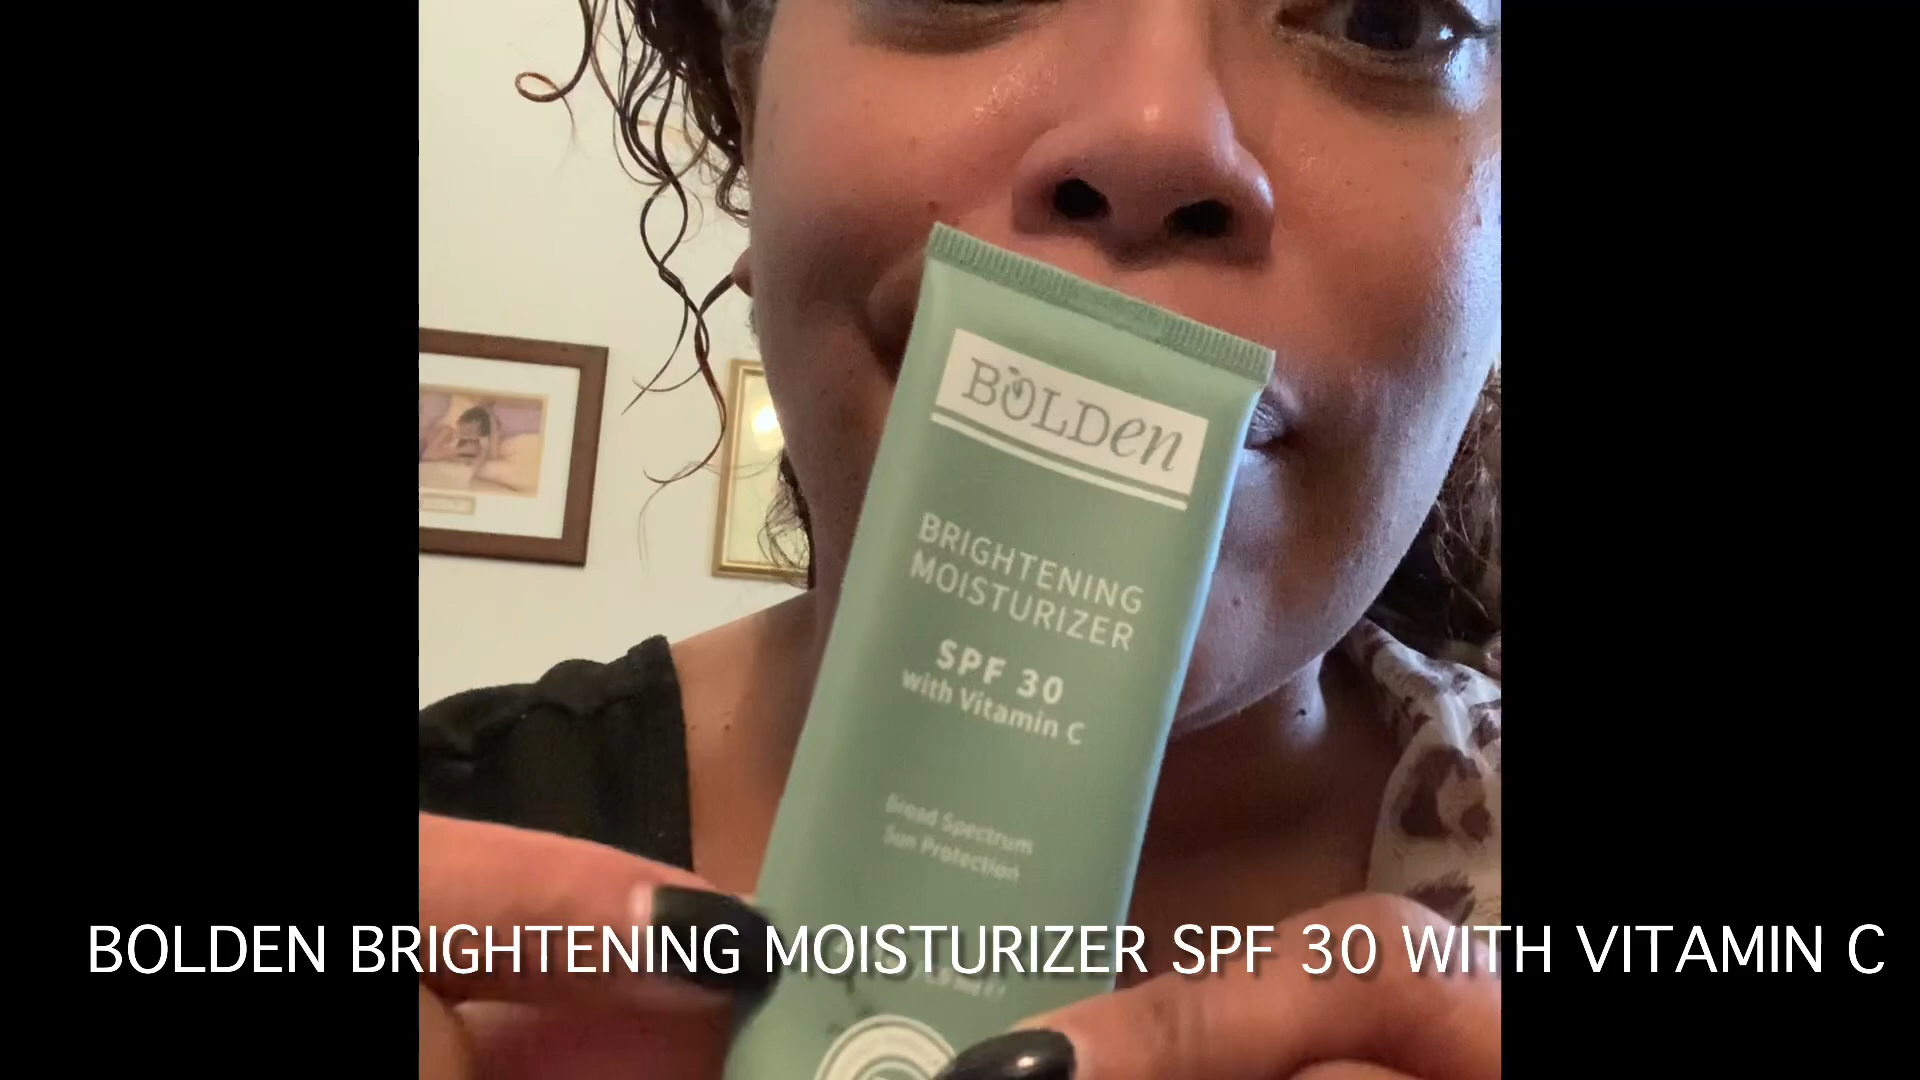 BOLDen
BRIGHTENING
MOISTURIZER
SPF 30
with Vitamin C
Broad Spectrum
Sun Protection
BOLDEN BRIGHTENING MOISTURIZER SPF 30 WITH VITAMIN C